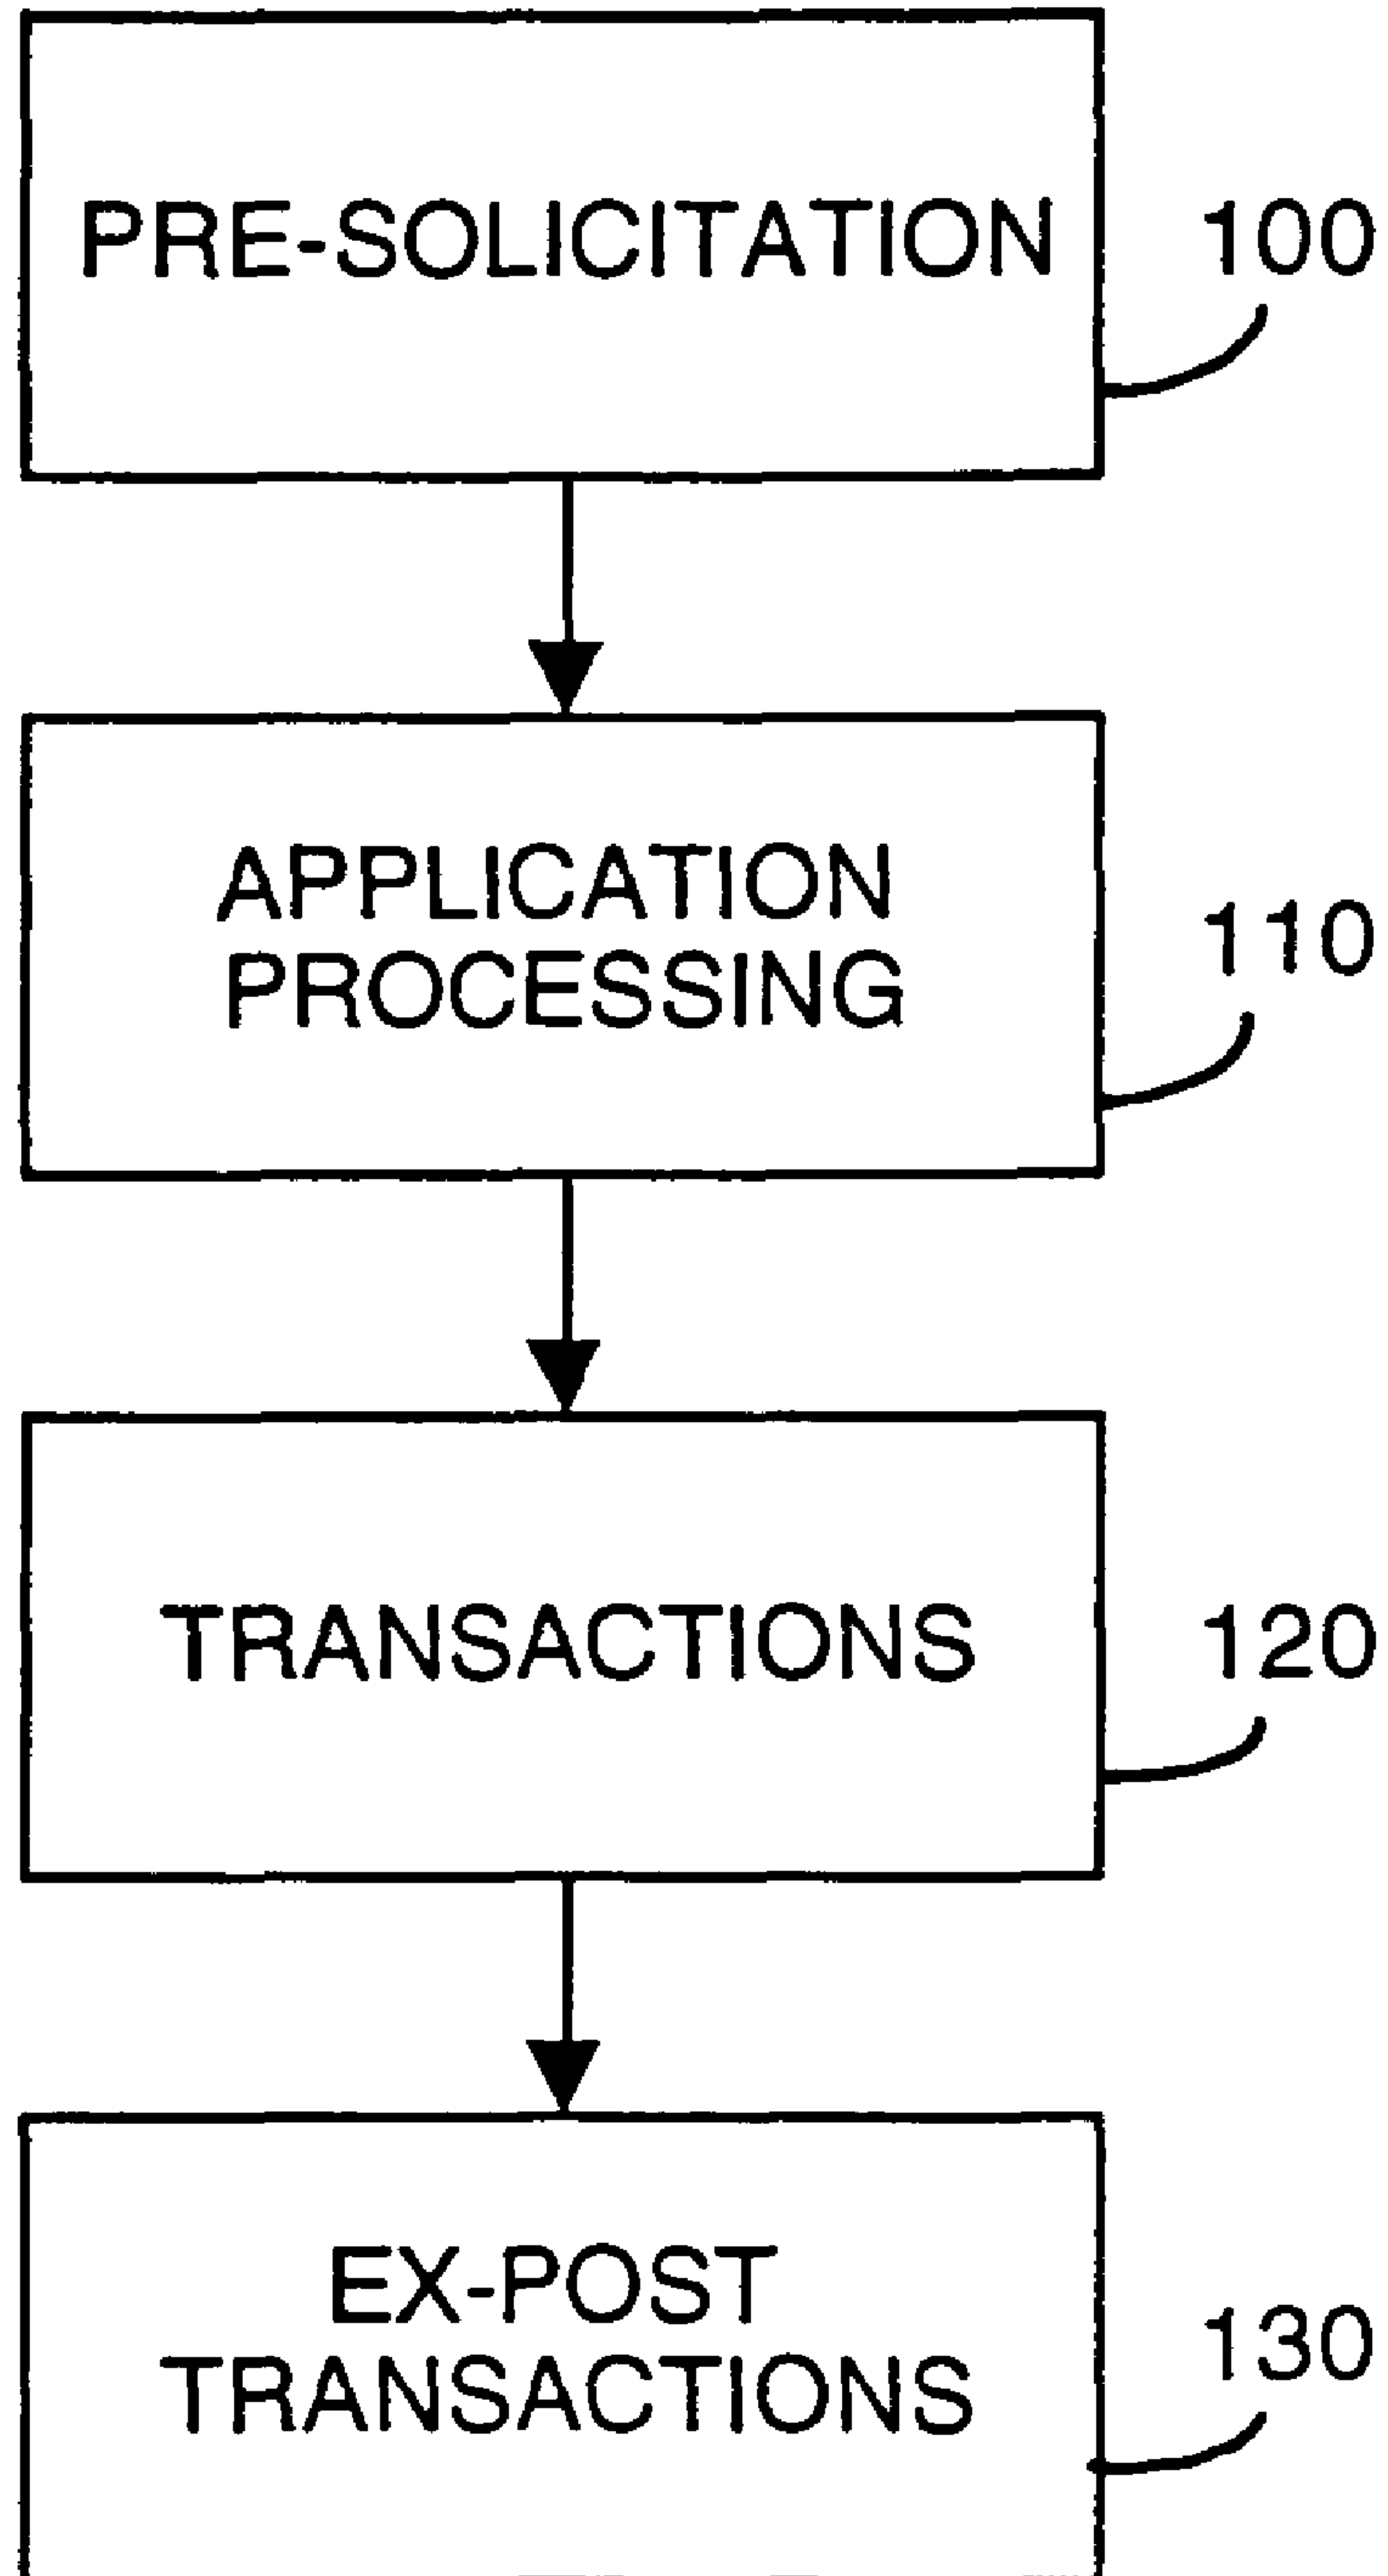 PRE-SOLICITATION
100
APPLICATION
PROCESSING
110
TRANSACTIONS
120
EX-POST
TRANSACTIONS
130